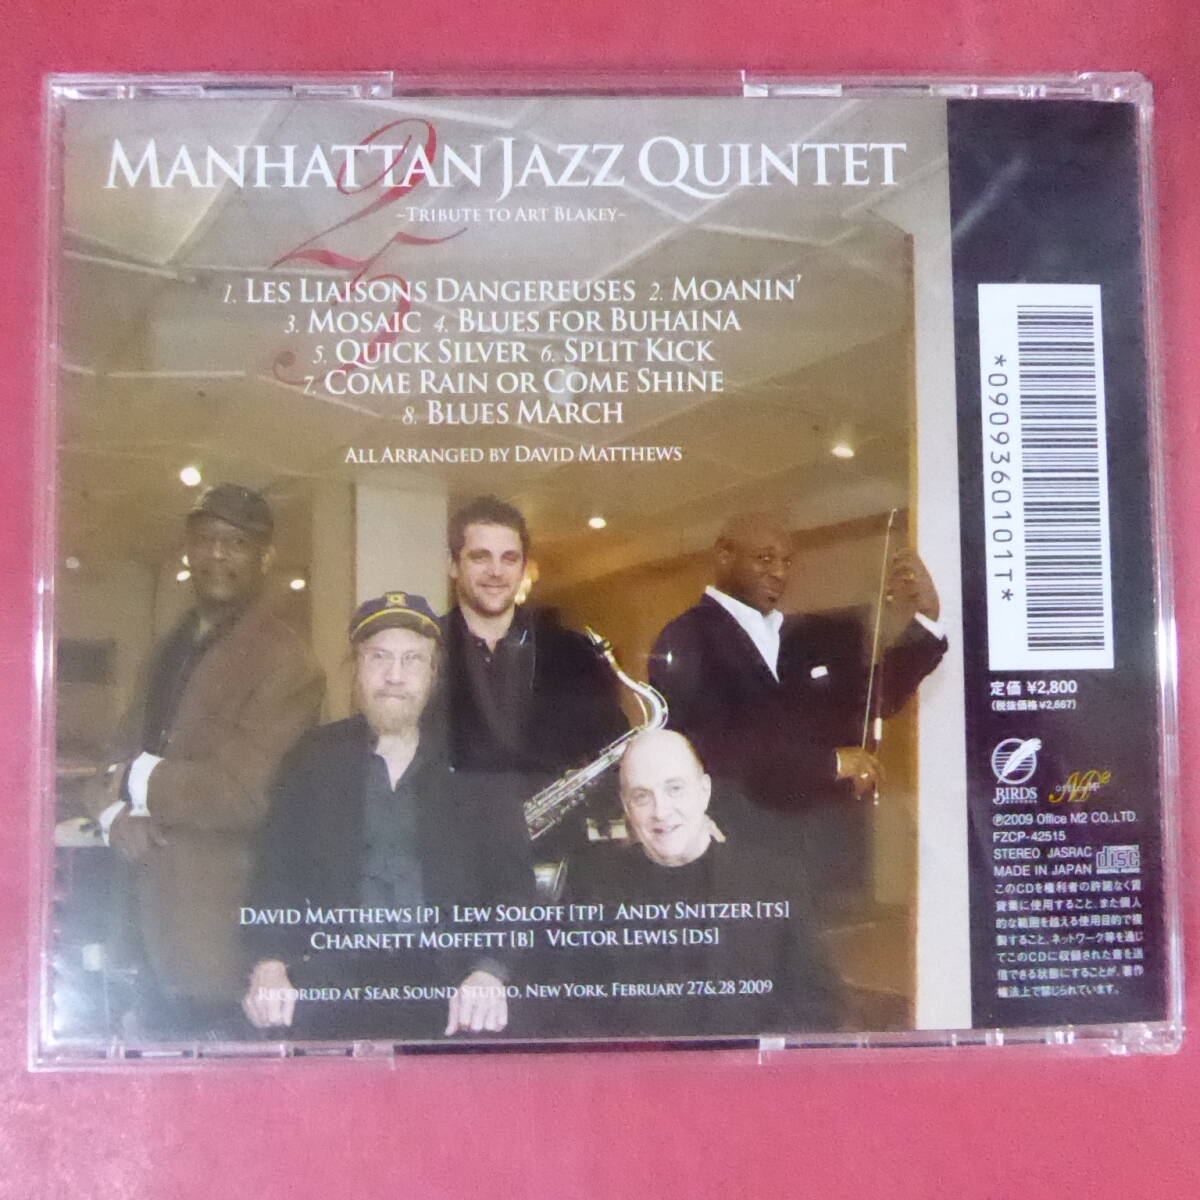 MANHATTAN JAZZ QUINTET
25
~TRIBUTE TO ART BLAKEY~
1. LES LIAISONS DANGEREUSES 2. MOANIN'
3. MOSAIC 4. BLUES FOR BUHAINA
5. QUICK SILVER 6. SPLIT KICK
7. COME RAIN OR COME SHINE
8. BLUES MARCH
ALL ARRANGED BY DAVID MATTHEWS
DAVID MATTHEWS [P] LEW SOLOFF [TP] ANDY SNITZER [TS]
CHARNETT MOFFETT [B] VICTOR LEWIS [DS]
RECORDED AT SEAR SOUND STUDIO, NEW YORK, FEBRUARY 27& 28 2009
*0909360101T*
定価 ¥2,800
(税抜価格¥2,667)
BIRDS
RECORDS
OFFICE M2
℗2009 Office M2 CO.,LTD.
FZCP-42515
STEREO JASRAC
MADE IN JAPAN
disc
DIGITAL AUDIO
このCDを権利者の許諾なく賃
貸業に使用すること、また個人
的な範囲を超える使用目的で複
製すること、ネットワーク等を通じ
てこのCDに収録された音を送
信できる状態にすることが、著作
権法上で禁じられています。